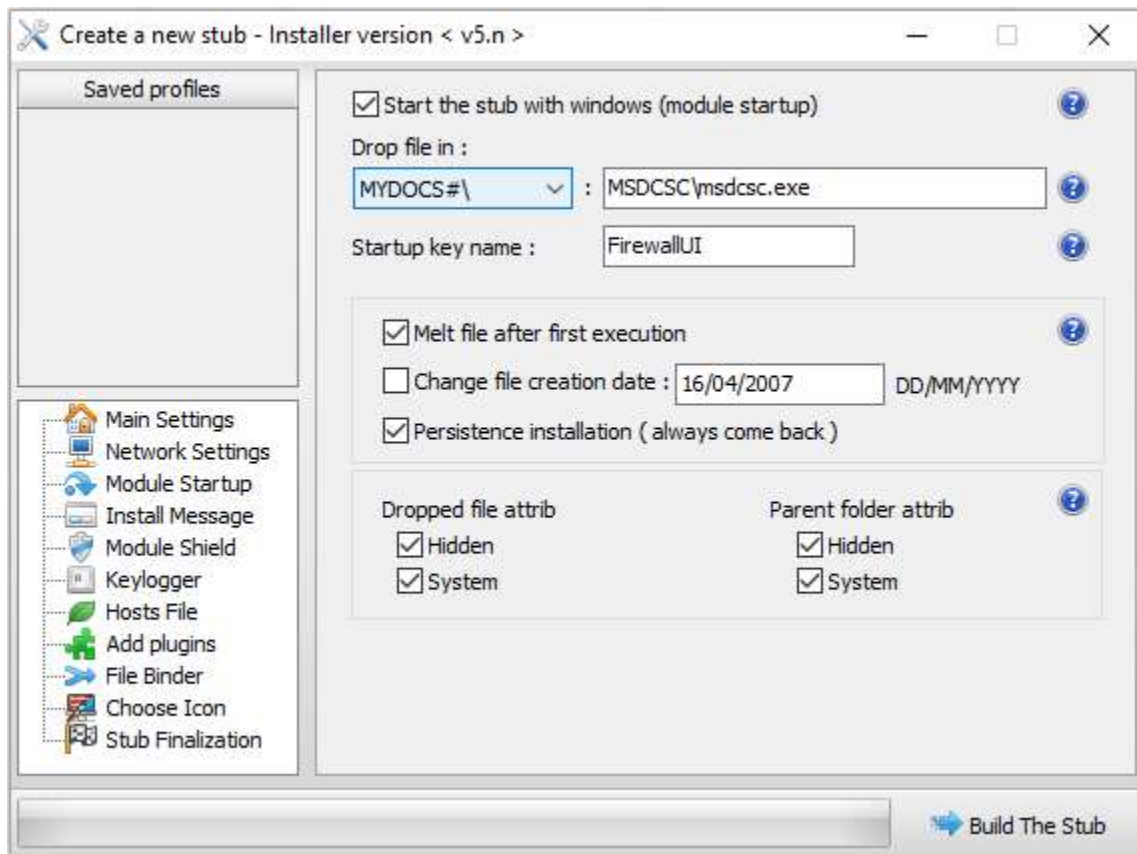 Create a new stub - Installer version < v5.n >
Saved profiles
Start the stub with windows (module startup)
Drop file in :
MYDOCS#\ : MSDCSC\msdcsc.exe
Startup key name : FirewallUI
Melt file after first execution
Change file creation date : 16/04/2007 DD/MM/YYYY
Persistence installation ( always come back )
Dropped file attrib Parent folder attrib
Hidden Hidden
System System
Main Settings
Network Settings
Module Startup
Install Message
Module Shield
Keylogger
Hosts File
Add plugins
File Binder
Choose Icon
Stub Finalization
Build The Stub